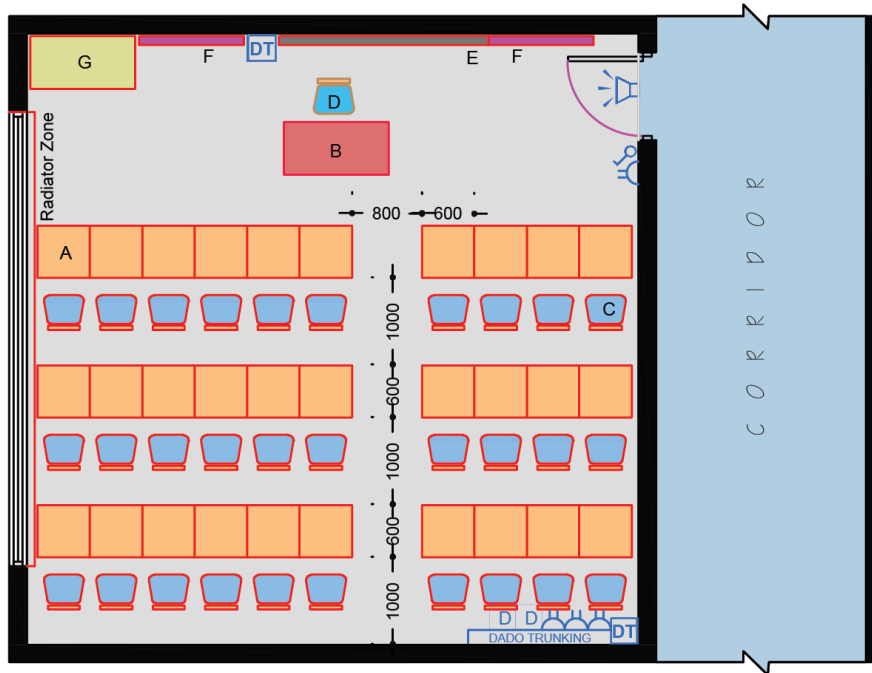 G
F
DT
E
F
D
B
Radiator Zone
800
600
A
C
1000
600
1000
600
1000
D
D
DADO TRUNKING
DT
CORRIDOR